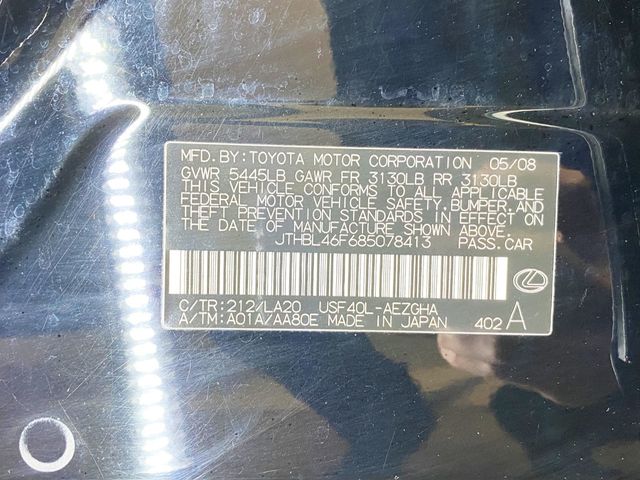 MFD. BY: TOYOTA MOTOR CORPORATION 05/08
GVWR 5445LB GAWR FR 3130LB RR 3130LB
THIS VEHICLE CONFORMS TO ALL APPLICABLE
FEDERAL MOTOR VEHICLE SAFETY, BUMPER, AND
THEFT PREVENTION STANDARDS IN EFFECT ON
THE DATE OF MANUFACTURE SHOWN ABOVE.
JTHBL46F685078413 PASS. CAR
C/TR: 212/LA20 USF40L-AEZGHA
A/TM: A01A/AA80E MADE IN JAPAN 402 A